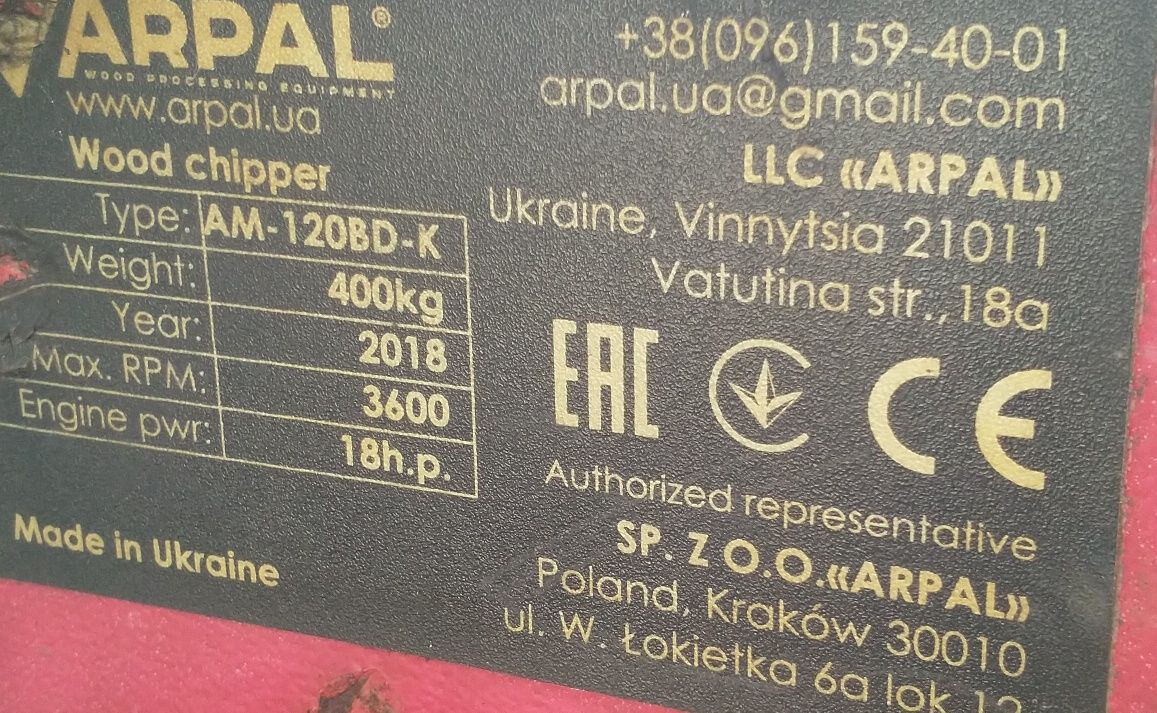 ARPAL®
WOOD PROCESSING EQUIPMENT
www.arpal.ua
Wood chipper
Type: AM-120BD-K
Weight: 400kg
Year: 2018
Max. RPM: 3600
Engine pwr: 18h.p.
Made in Ukraine
+38(096)159-40-01
arpal.ua@gmail.com
LLC «ARPAL»
Ukraine, Vinnytsia 21011
Vatutina str., 18a
EAC CE
Authorized representative
SP. Z O.O.«ARPAL»
Poland, Kraków 30010
ul. W. Łokietka 6a lok 12